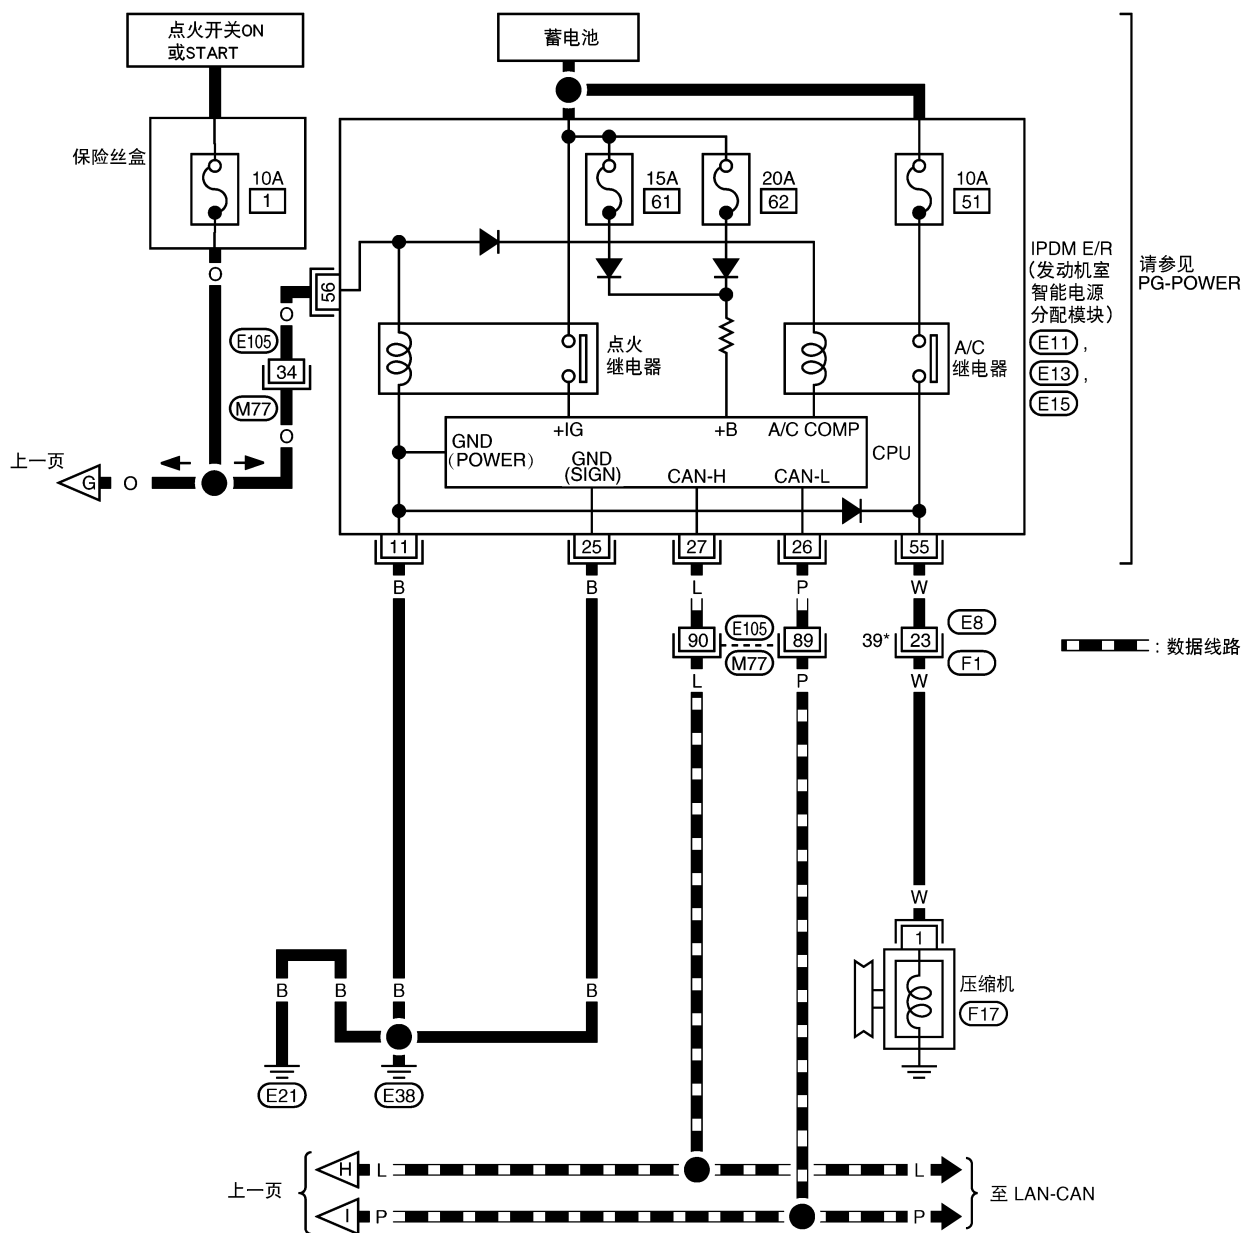 点火开关ON
或START
蓄电池
保险丝盒
10A
1
15A
61
20A
62
10A
51
IPDM E/R
(发动机室
智能电源
分配模块)
E11 ,
E13 ,
E15
请参见
PG-POWER
O
56
O
E105
34
M77
O
点火
继电器
A/C
继电器
+IG
+B
A/C COMP
CPU
GND
(POWER)
GND
(SIGN)
CAN-H
CAN-L
上一页
G
O
11
25
27
26
55
B
B
L
P
W
90
E105
M77
89
39*
23
E8
F1
: 数据线路
L
P
W
W
1
压缩机
F17
B
B
B
B
E21
E38
上一页
H
L
L
I
P
P
至 LAN-CAN